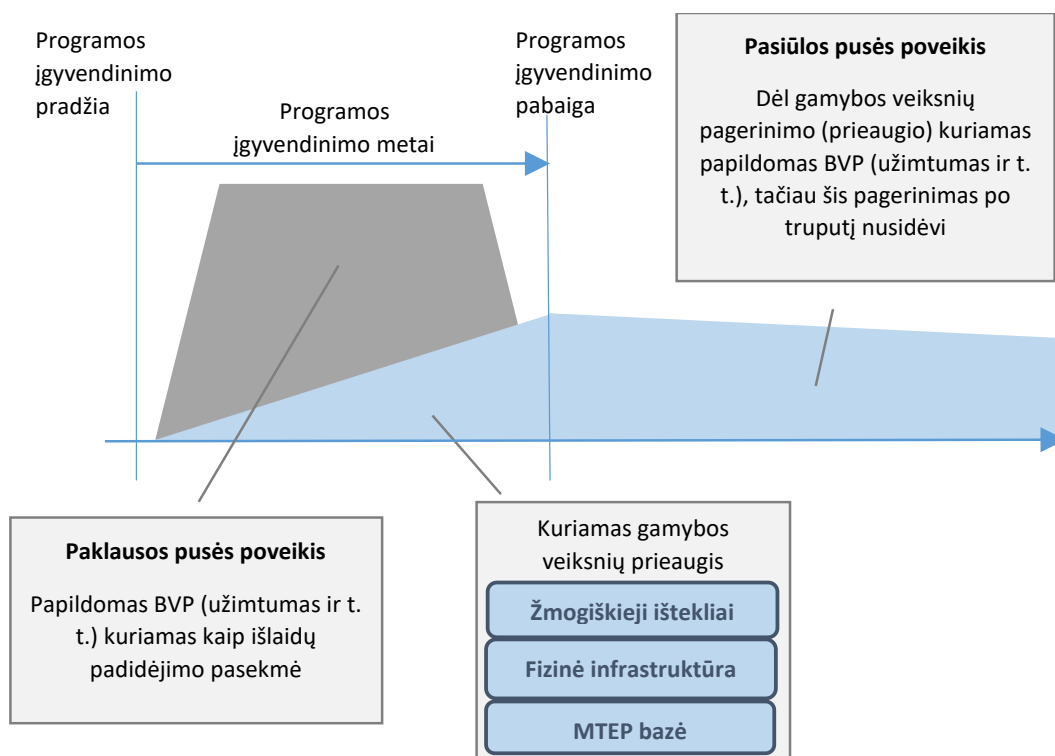 Programos
įgyvendinimo
pradžia
Programos
įgyvendinimo metai
Programos
įgyvendinimo
pabaiga
Pasiūlos pusės poveikis
Dėl gamybos veiksnių
pagerinimo (prieaugio) kuriamas
papildomas BVP (užimtumas ir t.
t.), tačiau šis pagerinimas po
truputį nusidėvi
Paklausos pusės poveikis
Papildomas BVP (užimtumas ir t.
t.) kuriamas kaip išlaidų
padidėjimo pasekmė
Kuriamas gamybos
veiksnių prieaugis
Žmogiškieji ištekliai
Fizinė infrastruktūra
MTEP bazė